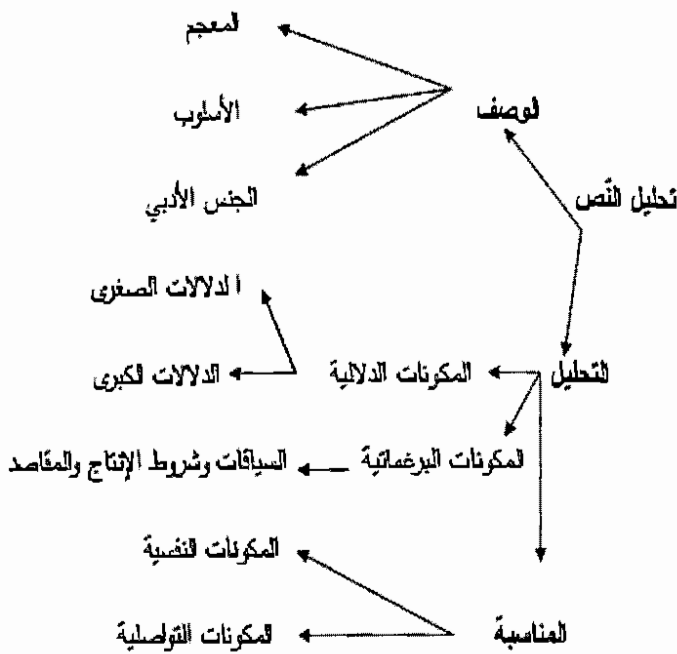 المعجم
الوصف
الأسلوب
تحليل النّص
الجنس الأدبي
الدلالات الصغرى
التحليل
المكونات الدلالية
الدلالات الكبرى
المكونات البرغماتية
السياقات وشروط الإنتاج والمقاصد
المكونات النفسية
المناسبة
المكونات التواصلية